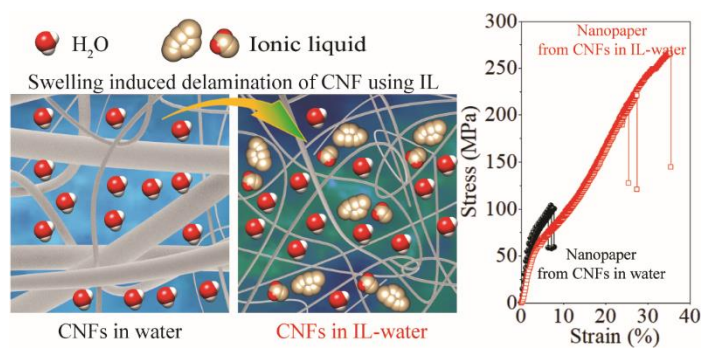 H₂O
Ionic liquid
Swelling induced delamination of CNF using IL
CNFs in water
CNFs in IL-water
Stress (MPa)
300
250
200
150
100
50
0
Nanopaper
from CNFs in IL-water
Nanopaper
from CNFs in water
0 10 20 30 40
Strain (%)